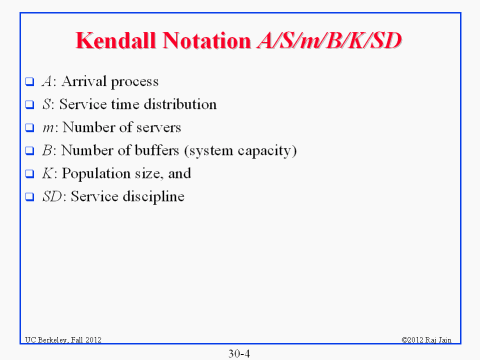 Kendall Notation A/S/m/B/K/SD
A: Arrival process
S: Service time distribution
m: Number of servers
B: Number of buffers (system capacity)
K: Population size, and
SD: Service discipline
UC Berkeley, Fall 2012
©2012 Raj Jain
30-4